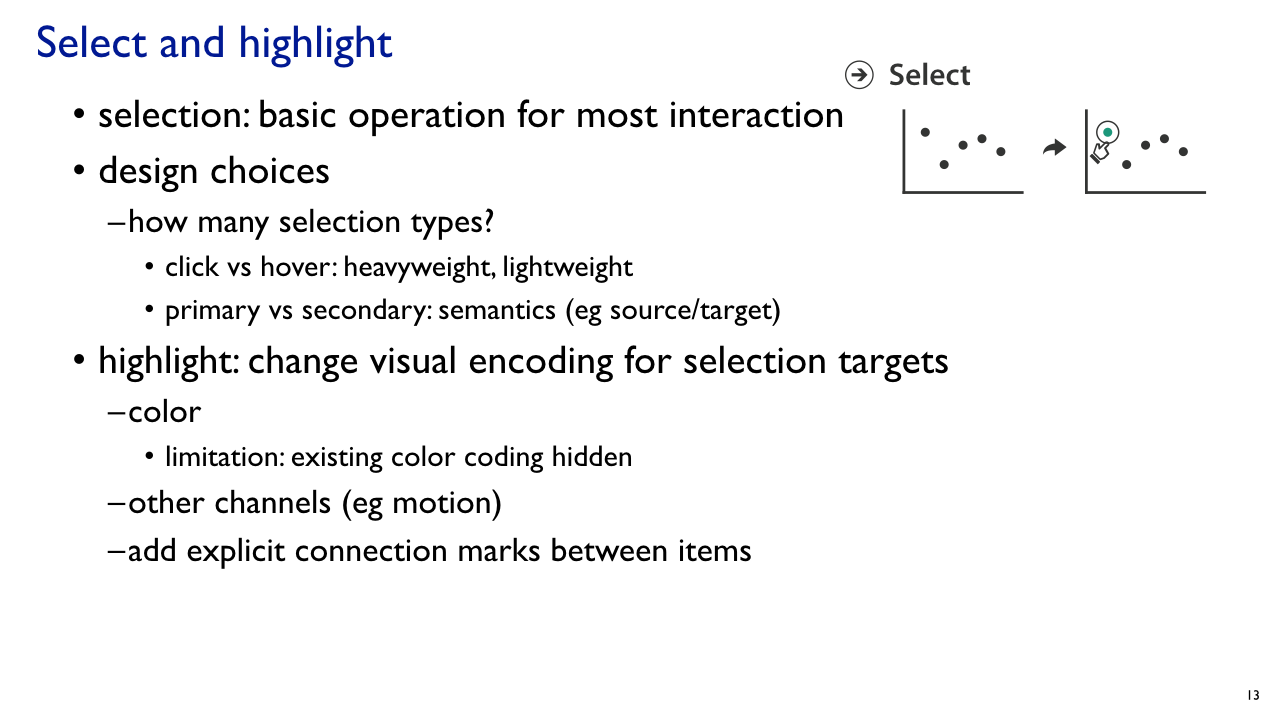 Select and highlight
Select
• selection: basic operation for most interaction
• design choices
–how many selection types?
• click vs hover: heavyweight, lightweight
• primary vs secondary: semantics (eg source/target)
• highlight: change visual encoding for selection targets
–color
• limitation: existing color coding hidden
–other channels (eg motion)
–add explicit connection marks between items
13